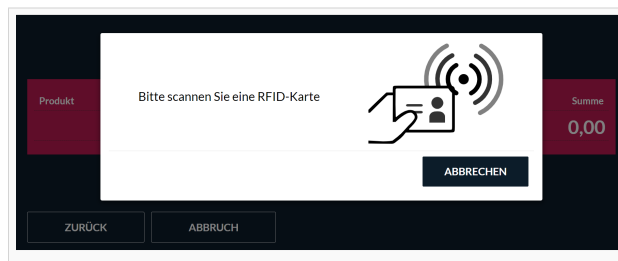 Bitte scannen Sie eine RFID-Karte
Produkt
Summe
0,00
ABBRECHEN
ZURÜCK
ABBRUCH